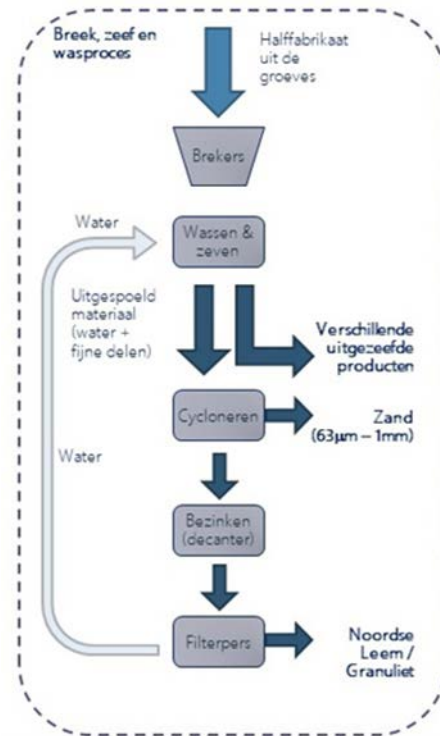 Breek, zeef en
wasproces
Halffabrikaat
uit de
groeves
Brekers
Water
Wassen &
zeven
Uitgespoeld
materiaal
(water +
fijne delen)
Verschillende
uitgezeefde
producten
Cycloneren
Zand
(63µm – 1mm)
Water
Bezinken
(decanter)
Filterpers
Noordse
Leem /
Granuliet